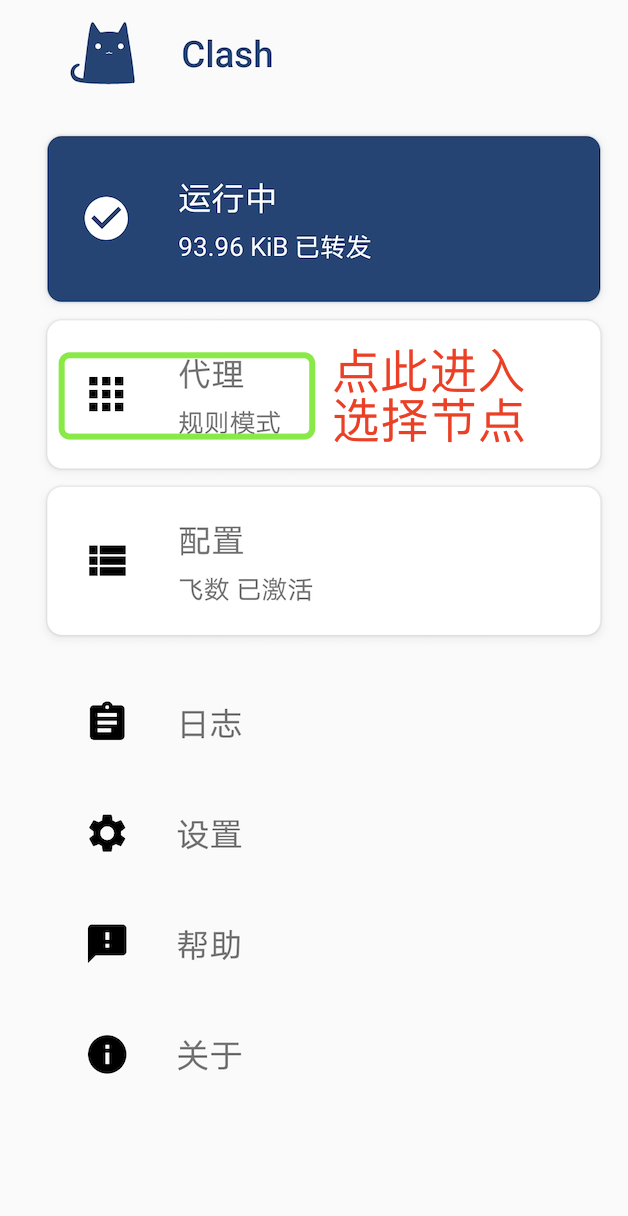 Clash
运行中
93.96 KiB 已转发
代理
规则模式
点此进入
选择节点
配置
飞数 已激活
日志
设置
帮助
关于